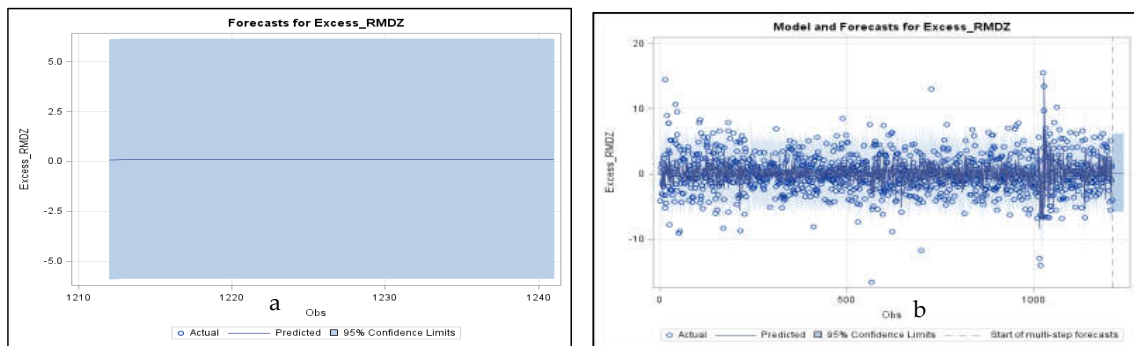 Forecasts for Excess_RMDZ
Excess_RMDZ
5.0
2.5
0.0
-2.5
-5.0
1210
1220
1230
1240
Obs
a
Actual Predicted 95% Confidence Limits
Model and Forecasts for Excess_RMDZ
Excess_RMDZ
20
10
0
-10
0
500
1000
Obs
b
Actual Predicted 95% Confidence Limits Start of multi-step forecasts